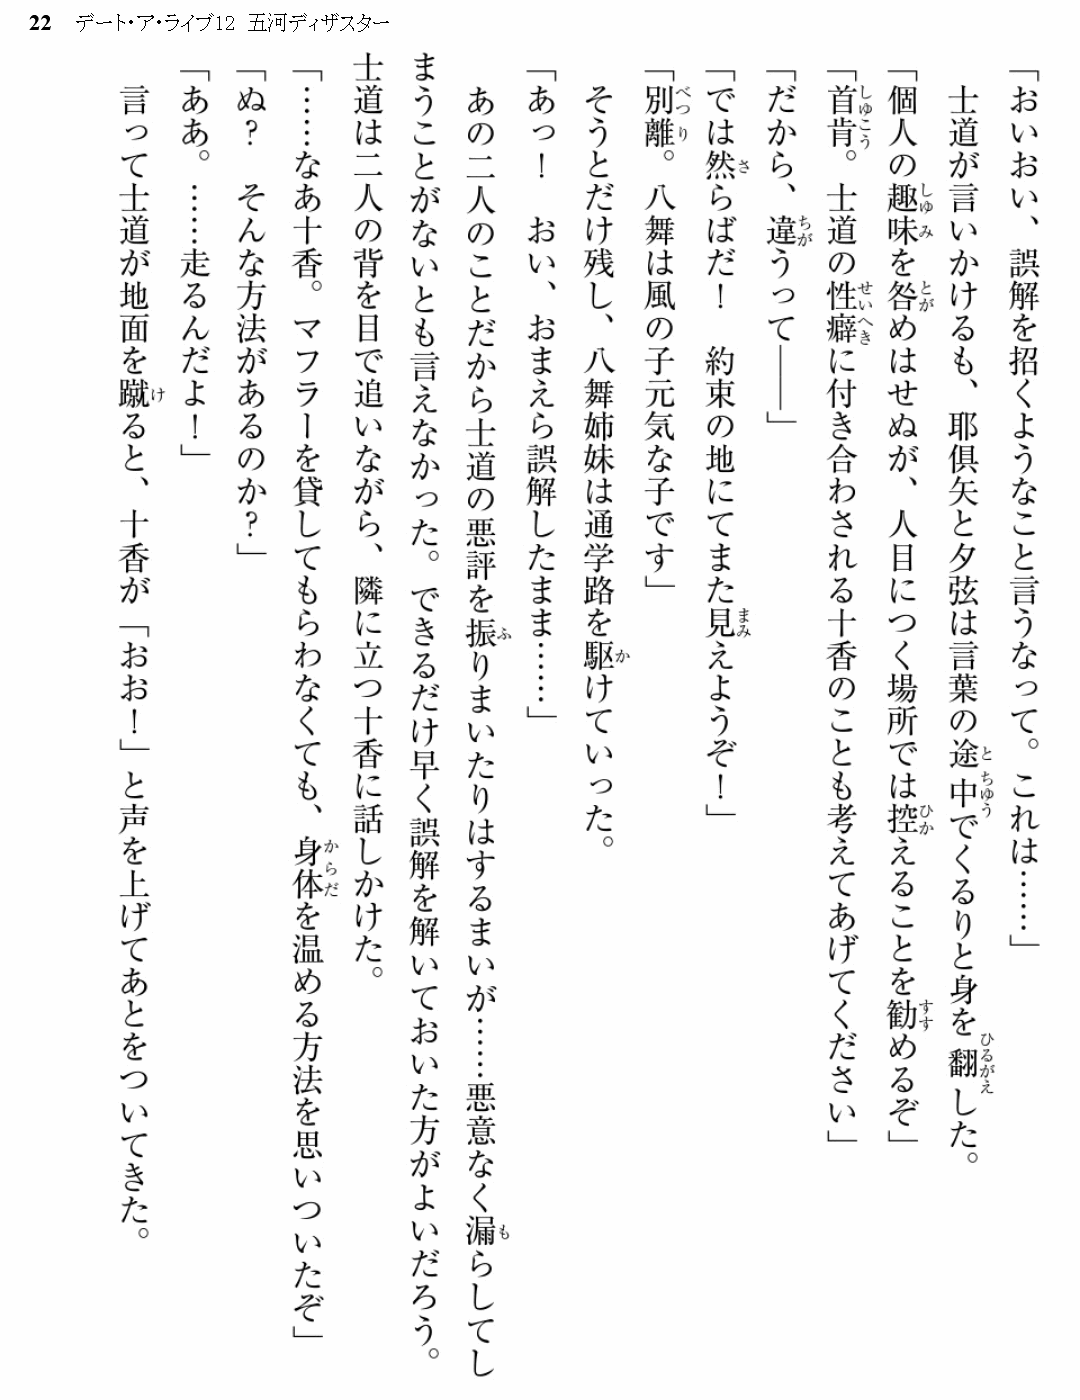 22 デート・ア・ライブ12 五河ディザスター
「おいおい、誤解を招くようなこと言うなって。これは……」
　士道が言いかけるも、耶倶矢と夕弦は言葉の途中でくるりと身を翻した。
「個人の趣味を咎めはせぬが、人目につく場所では控えることを勧めるぞ」
「首肯。士道の性癖に付き合わされる十香のことも考えてあげてください」
「だから、違うって――」
「では然らばだ！　約束の地にてまた見えようぞ！」
「別離。八舞は風の子元気な子です」
　そうとだけ残し、八舞姉妹は通学路を駆けていった。
「あっ！　おい、おまえら誤解したまま……」
　あの二人のことだから士道の悪評を振りまいたりはするまいが……悪意なく漏らしてし
まうことがないとも言えなかった。できるだけ早く誤解を解いておいた方がよいだろう。
士道は二人の背を目で追いながら、隣に立つ十香に話しかけた。
「……なあ十香。マフラーを貸してもらわなくても、身体を温める方法を思いついたぞ」
「ぬ？　そんな方法があるのか？」
「ああ。……走るんだよ！」
　言って士道が地面を蹴ると、十香が「おお！」と声を上げてあとをついてきた。